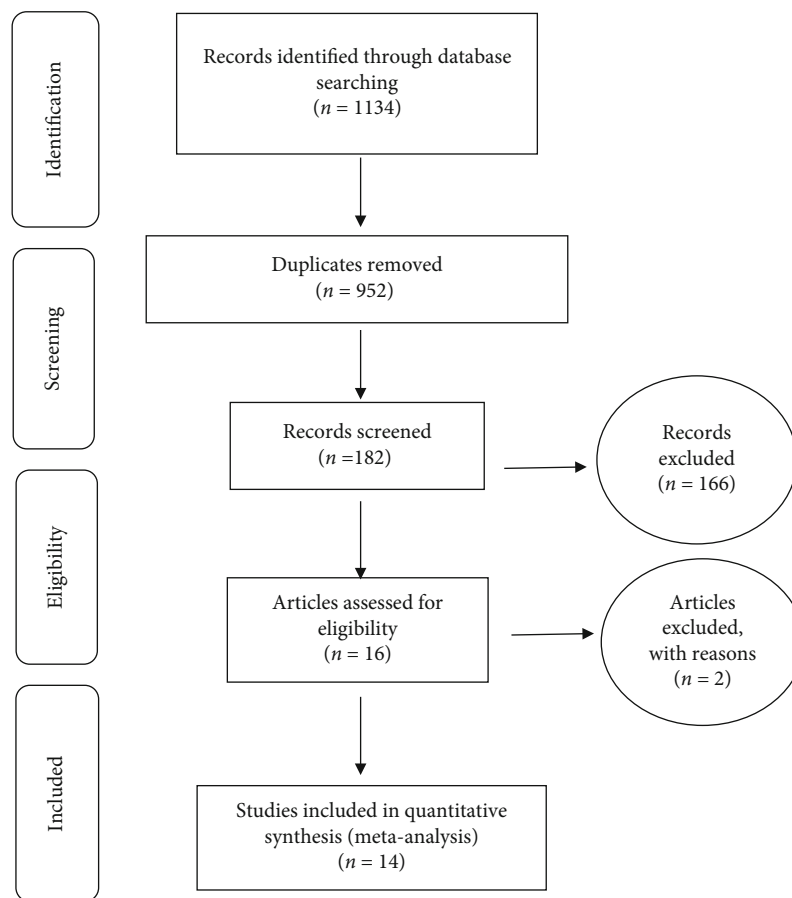 Identification
Records identified through database
searching
(n = 1134)
Duplicates removed
(n = 952)
Screening
Records screened
(n =182)
Records
excluded
(n = 166)
Eligibility
Articles assessed for
eligibility
(n = 16)
Articles
excluded,
with reasons
(n = 2)
Included
Studies included in quantitative
synthesis (meta-analysis)
(n = 14)